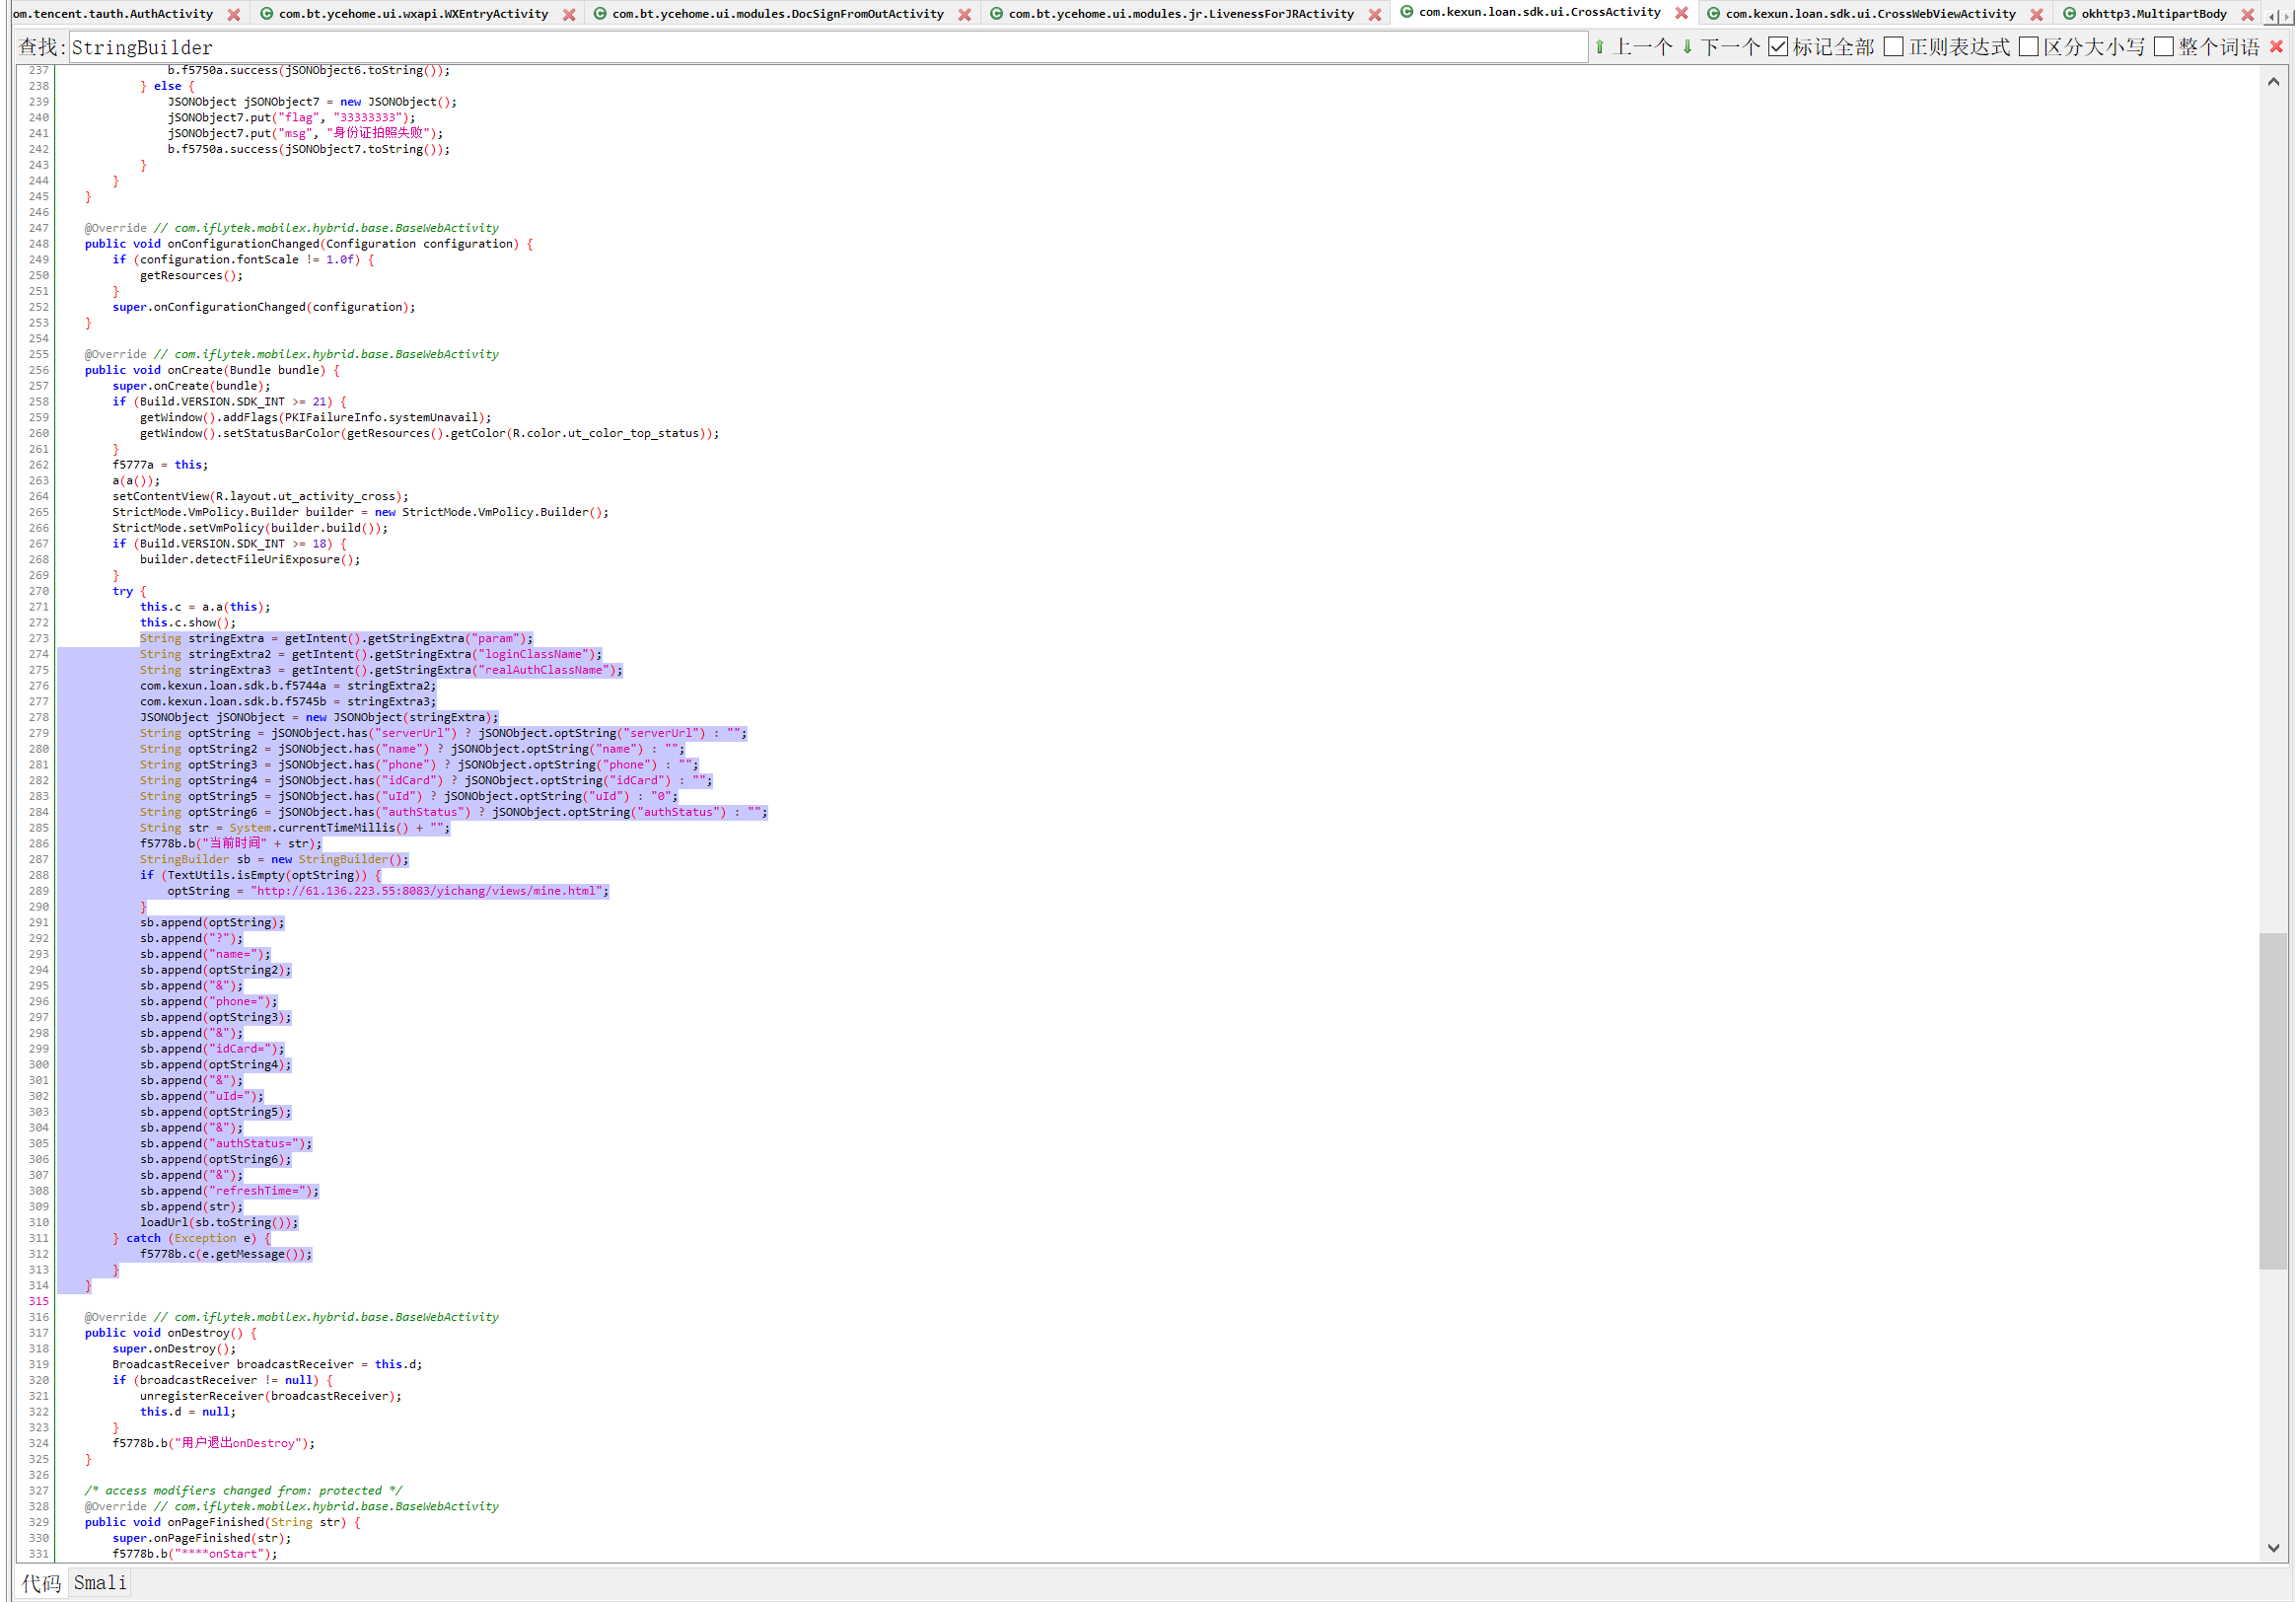 om.tencent.tauth.AuthActivity com.bt.ycehome.ui.wxapi.WXEntryActivity com.bt.ycehome.ui.modules.DocSignFromOutActivity com.bt.ycehome.ui.modules.jr.LivenessForJRActivity com.kexun.loan.sdk.ui.CrossActivity com.kexun.loan.sdk.ui.CrossWebViewActivity okhttp3.MultipartBody
查找: StringBuilder 上一个 下一个 标记全部 正则表达式 区分大小写 整个词语
237 b.f5750a.success(jSONObject6.toString());
238 } else {
239 JSONObject jSONObject7 = new JSONObject();
240 jSONObject7.put("flag", "33333333");
241 jSONObject7.put("msg", "身份证拍照失败");
242 b.f5750a.success(jSONObject7.toString());
243 }
244 }
245 }
246
247 @Override // com.iflytek.mobilex.hybrid.base.BaseWebActivity
248 public void onConfigurationChanged(Configuration configuration) {
249 if (configuration.fontScale != 1.0f) {
250 getResources();
251 }
252 super.onConfigurationChanged(configuration);
253 }
254
255 @Override // com.iflytek.mobilex.hybrid.base.BaseWebActivity
256 public void onCreate(Bundle bundle) {
257 super.onCreate(bundle);
258 if (Build.VERSION.SDK_INT >= 21) {
259 getWindow().addFlags(PKIFailureInfo.systemUnavail);
260 getWindow().setStatusBarColor(getResources().getColor(R.color.ut_color_top_status));
261 }
262 f5777a = this;
263 a(a());
264 setContentView(R.layout.ut_activity_cross);
265 StrictMode.VmPolicy.Builder builder = new StrictMode.VmPolicy.Builder();
266 StrictMode.setVmPolicy(builder.build());
267 if (Build.VERSION.SDK_INT >= 18) {
268 builder.detectFileUriExposure();
269 }
270 try {
271 this.c = a.a(this);
272 this.c.show();
273 String stringExtra = getIntent().getStringExtra("param");
274 String stringExtra2 = getIntent().getStringExtra("loginClassName");
275 String stringExtra3 = getIntent().getStringExtra("realAuthClassName");
276 com.kexun.loan.sdk.b.f5744a = stringExtra2;
277 com.kexun.loan.sdk.b.f5745b = stringExtra3;
278 JSONObject jSONObject = new JSONObject(stringExtra);
279 String optString = jSONObject.has("serverUrl") ? jSONObject.optString("serverUrl") : "";
280 String optString2 = jSONObject.has("name") ? jSONObject.optString("name") : "";
281 String optString3 = jSONObject.has("phone") ? jSONObject.optString("phone") : "";
282 String optString4 = jSONObject.has("idCard") ? jSONObject.optString("idCard") : "";
283 String optString5 = jSONObject.has("uId") ? jSONObject.optString("uId") : "0";
284 String optString6 = jSONObject.has("authStatus") ? jSONObject.optString("authStatus") : "";
285 String str = System.currentTimeMillis() + "";
286 f5778b.b("当前时间" + str);
287 StringBuilder sb = new StringBuilder();
288 if (TextUtils.isEmpty(optString)) {
289 optString = "http://61.136.223.55:8083/yichang/views/mine.html";
290 }
291 sb.append(optString);
292 sb.append("?");
293 sb.append("name=");
294 sb.append(optString2);
295 sb.append("&");
296 sb.append("phone=");
297 sb.append(optString3);
298 sb.append("&");
299 sb.append("idCard=");
300 sb.append(optString4);
301 sb.append("&");
302 sb.append("uId=");
303 sb.append(optString5);
304 sb.append("&");
305 sb.append("authStatus=");
306 sb.append(optString6);
307 sb.append("&");
308 sb.append("refreshTime=");
309 sb.append(str);
310 loadUrl(sb.toString());
311 } catch (Exception e) {
312 f5778b.c(e.getMessage());
313 }
314 }
315
316 @Override // com.iflytek.mobilex.hybrid.base.BaseWebActivity
317 public void onDestroy() {
318 super.onDestroy();
319 BroadcastReceiver broadcastReceiver = this.d;
320 if (broadcastReceiver != null) {
321 unregisterReceiver(broadcastReceiver);
322 this.d = null;
323 }
324 f5778b.b("用户退出onDestroy");
325 }
326
327 /* access modifiers changed from: protected */
328 @Override // com.iflytek.mobilex.hybrid.base.BaseWebActivity
329 public void onPageFinished(String str) {
330 super.onPageFinished(str);
331 f5778b.b("****onStart");
代码 Smali